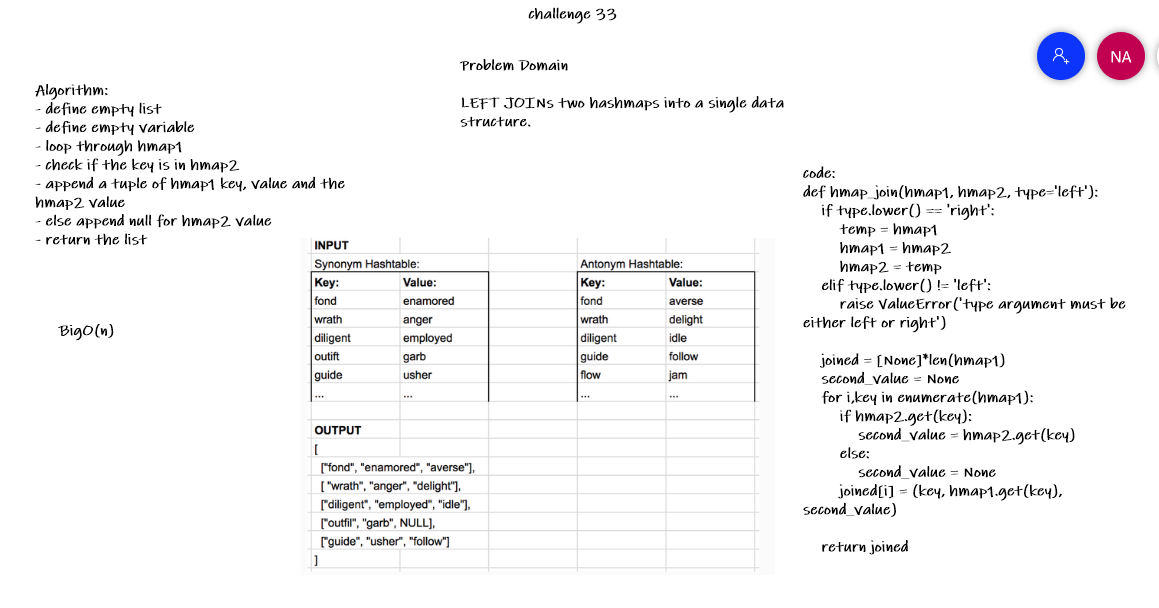 challenge 33
NA
Problem Domain
LEFT JOINs two hashmaps into a single data
structure.
Algorithm:
- define empty list
- define empty variable
- loop through hmap1
- check if the key is in hmap2
- append a tuple of hmap1 key, value and the
hmap2 value
- else append null for hmap2 value
- return the list
BigO(n)
INPUT
Synonym Hashtable: Antonym Hashtable:
Key: Value: Key: Value:
fond enamored fond averse
wrath anger wrath delight
diligent employed diligent idle
outift garb guide follow
guide usher flow jam
... ... ... ...
OUTPUT
[
["fond", "enamored", "averse"],
[ "wrath", "anger", "delight"],
["diligent", "employed", "idle"],
["outfil", "garb", NULL],
["guide", "usher", "follow"]
]
code:
def hmap_join(hmap1, hmap2, type='left'):
if type.lower() == 'right':
temp = hmap1
hmap1 = hmap2
hmap2 = temp
elif type.lower() != 'left':
raise ValueError('type argument must be
either left or right')
joined = [None]*len(hmap1)
second_value = None
for i,key in enumerate(hmap1):
if hmap2.get(key):
second_value = hmap2.get(key)
else:
second_value = None
joined[i] = (key, hmap1.get(key),
second_value)
return joined